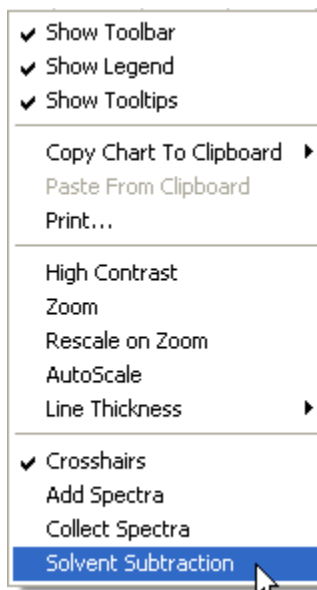 Show Toolbar
Show Legend
Show Tooltips
Copy Chart To Clipboard
Paste From Clipboard
Print...
High Contrast
Zoom
Rescale on Zoom
AutoScale
Line Thickness
Crosshairs
Add Spectra
Collect Spectra
Solvent Subtraction